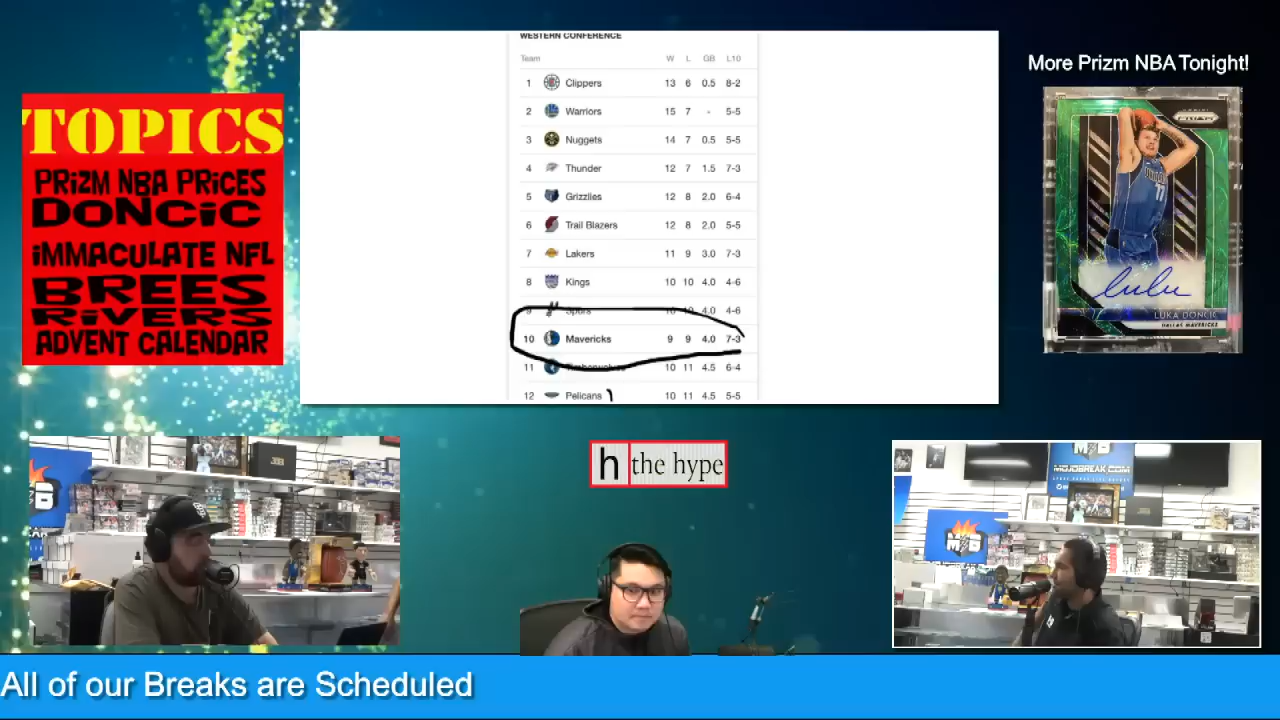 WESTERN CONFERENCE
Team W L GB L10
1 Clippers 13 6 0.5 8-2
2 Warriors 15 7 - 5-5
3 Nuggets 14 7 0.5 5-5
4 Thunder 12 7 1.5 7-3
5 Grizzlies 12 8 2.0 6-4
6 Trail Blazers 12 8 2.0 5-5
7 Lakers 11 9 3.0 7-3
8 Kings 10 10 4.0 4-6
9 Spurs 10 10 4.0 4-6
10 Mavericks 9 9 4.0 7-3
11 Timberwolves 10 11 4.5 6-4
12 Pelicans 10 11 4.5 5-5
TOPICS
PRiZM NBA PRiCES
DONCiC
iMMACULATE NFL
BREES
RiVERS
ADVENT CALENDAR
More Prizm NBA Tonight!
PRIZM
11
LUKA DONCIC
DALLAS MAVERICKS
h the hype
MOJOBREAK.COM
All of our Breaks are Scheduled